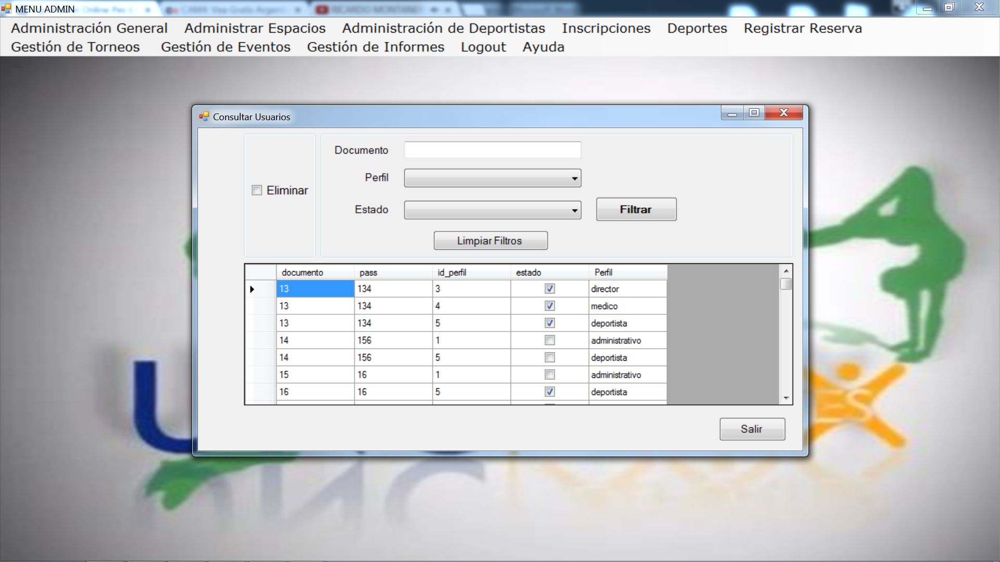 MENU ADMIN
Administración General Administrar Espacios Administración de Deportistas Inscripciones Deportes Registrar Reserva
Gestión de Torneos Gestión de Eventos Gestión de Informes Logout Ayuda
Consultar Usuarios
Documento
Perfil
Eliminar
Estado Filtrar
Limpiar Filtros
documento pass id_perfil estado Perfil
13 134 3 director
13 134 4 medico
13 134 5 deportista
14 156 1 administrativo
14 156 5 deportista
15 16 1 administrativo
16 16 5 deportista
Salir